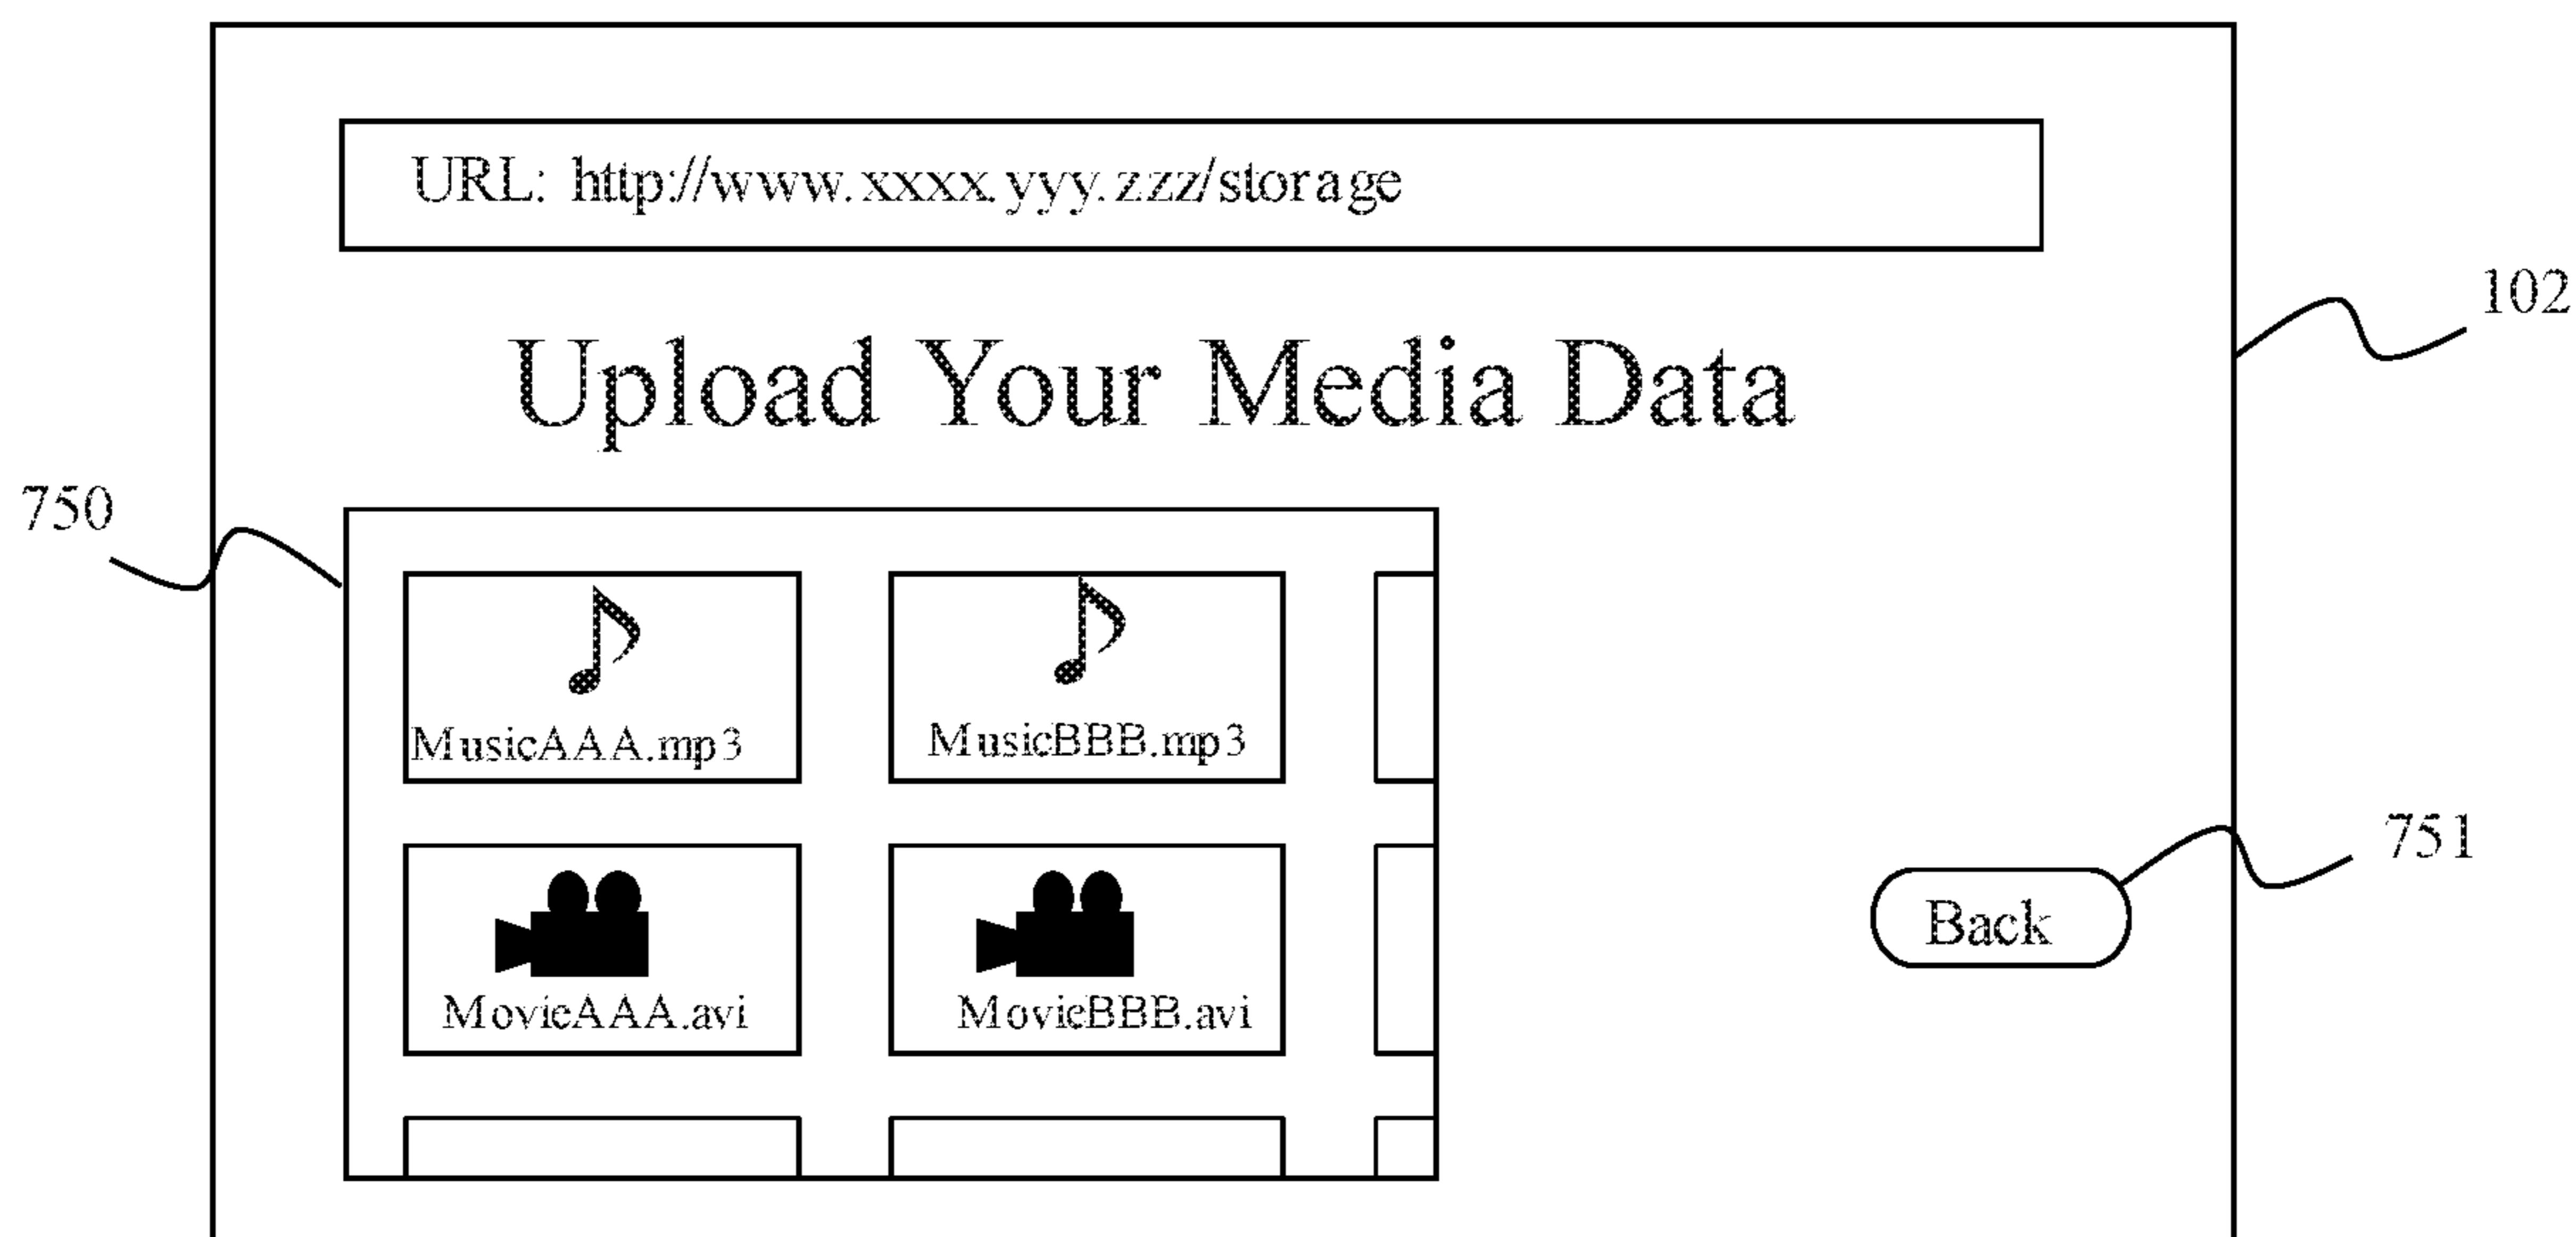 URL: http://www.xxxx.yyy.zzz/storage
102
Upload Your Media Data
750
MusicAAA.mp3 MusicBBB.mp3
751
Back
MovieAAA.avi MovieBBB.avi